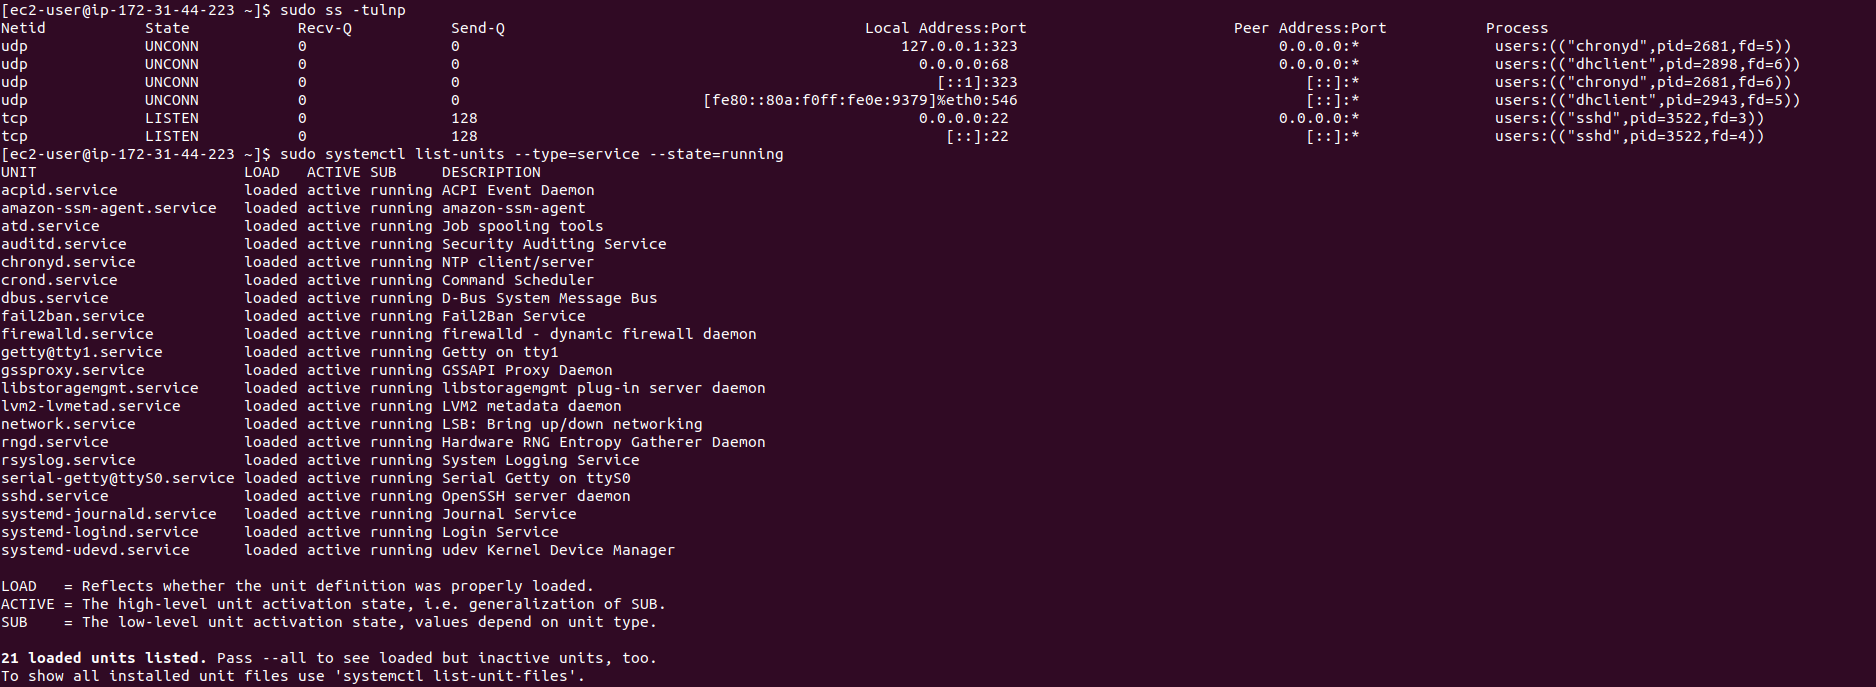 [ec2-user@ip-172-31-44-223 ~]$ sudo ss -tulnp
Netid State Recv-Q Send-Q Local Address:Port Peer Address:Port Process
udp UNCONN 0 0 127.0.0.1:323 0.0.0.0:* users:(("chronyd",pid=2681,fd=5))
udp UNCONN 0 0 0.0.0.0:68 0.0.0.0:* users:(("dhclient",pid=2898,fd=6))
udp UNCONN 0 0 [::1]:323 [::]:* users:(("chronyd",pid=2681,fd=6))
udp UNCONN 0 0 [fe80::80a:f0ff:fe0e:9379]%eth0:546 [::]:* users:(("dhclient",pid=2943,fd=5))
tcp LISTEN 0 128 0.0.0.0:22 0.0.0.0:* users:(("sshd",pid=3522,fd=3))
tcp LISTEN 0 128 [::]:22 [::]:* users:(("sshd",pid=3522,fd=4))
[ec2-user@ip-172-31-44-223 ~]$ sudo systemctl list-units --type=service --state=running
UNIT LOAD ACTIVE SUB DESCRIPTION
acpid.service loaded active running ACPI Event Daemon
amazon-ssm-agent.service loaded active running amazon-ssm-agent
atd.service loaded active running Job spooling tools
auditd.service loaded active running Security Auditing Service
chronyd.service loaded active running NTP client/server
crond.service loaded active running Command Scheduler
dbus.service loaded active running D-Bus System Message Bus
fail2ban.service loaded active running Fail2Ban Service
firewalld.service loaded active running firewalld - dynamic firewall daemon
getty@tty1.service loaded active running Getty on tty1
gssproxy.service loaded active running GSSAPI Proxy Daemon
libstoragemgmt.service loaded active running libstoragemgmt plug-in server daemon
lvm2-lvmetad.service loaded active running LVM2 metadata daemon
network.service loaded active running LSB: Bring up/down networking
rngd.service loaded active running Hardware RNG Entropy Gatherer Daemon
rsyslog.service loaded active running System Logging Service
serial-getty@ttyS0.service loaded active running Serial Getty on ttyS0
sshd.service loaded active running OpenSSH server daemon
systemd-journald.service loaded active running Journal Service
systemd-logind.service loaded active running Login Service
systemd-udevd.service loaded active running udev Kernel Device Manager
LOAD = Reflects whether the unit definition was properly loaded.
ACTIVE = The high-level unit activation state, i.e. generalization of SUB.
SUB = The low-level unit activation state, values depend on unit type.
21 loaded units listed. Pass --all to see loaded but inactive units, too.
To show all installed unit files use 'systemctl list-unit-files'.